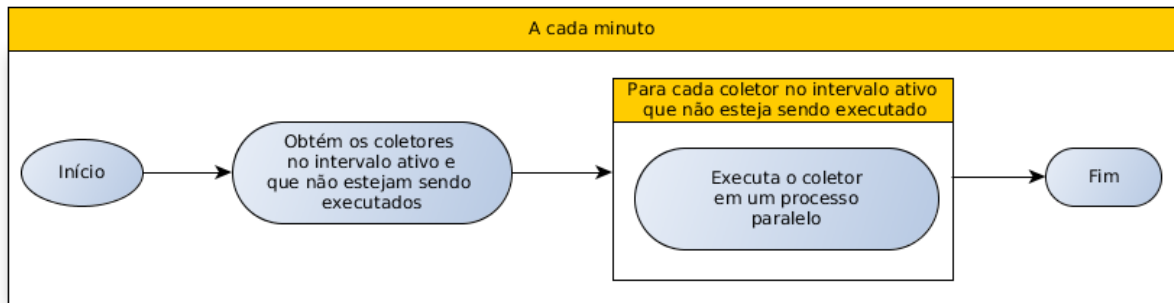 A cada minuto
Início
Obtém os coletores
no intervalo ativo e
que não estejam sendo
executados
Para cada coletor no intervalo ativo
que não esteja sendo executado
Executa o coletor
em um processo
paralelo
Fim